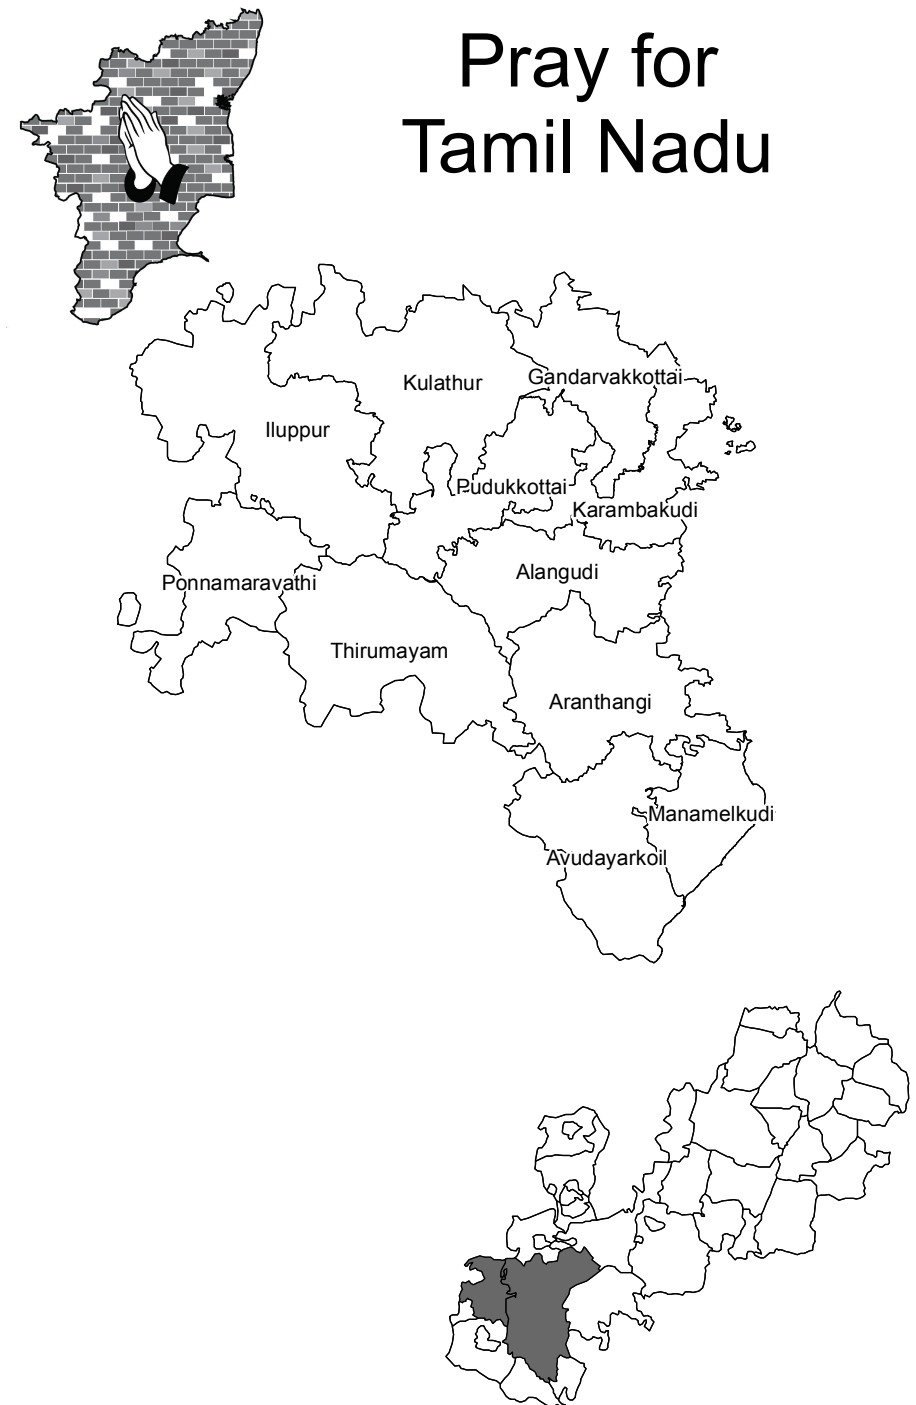 Pray for
Tamil Nadu
Kulathur
Gandarvakkottai
Iluppur
Pudukkottai
Karambakudi
Alangudi
Ponnamaravathi
Thirumayam
Aranthangi
Manamelkudi
Avudayarkoil